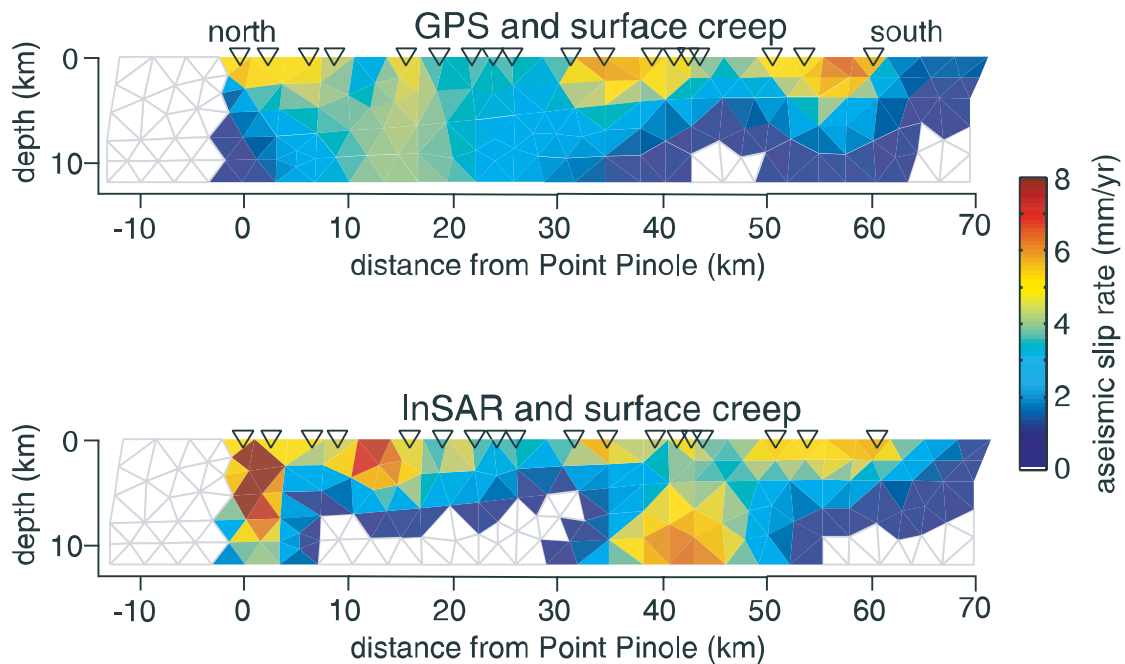 GPS and surface creep
north
south
depth (km)
0
10
-10 0 10 20 30 40 50 60 70
distance from Point Pinole (km)
InSAR and surface creep
depth (km)
0
10
-10 0 10 20 30 40 50 60 70
distance from Point Pinole (km)
8
6
4
2
0
aseismic slip rate (mm/yr)